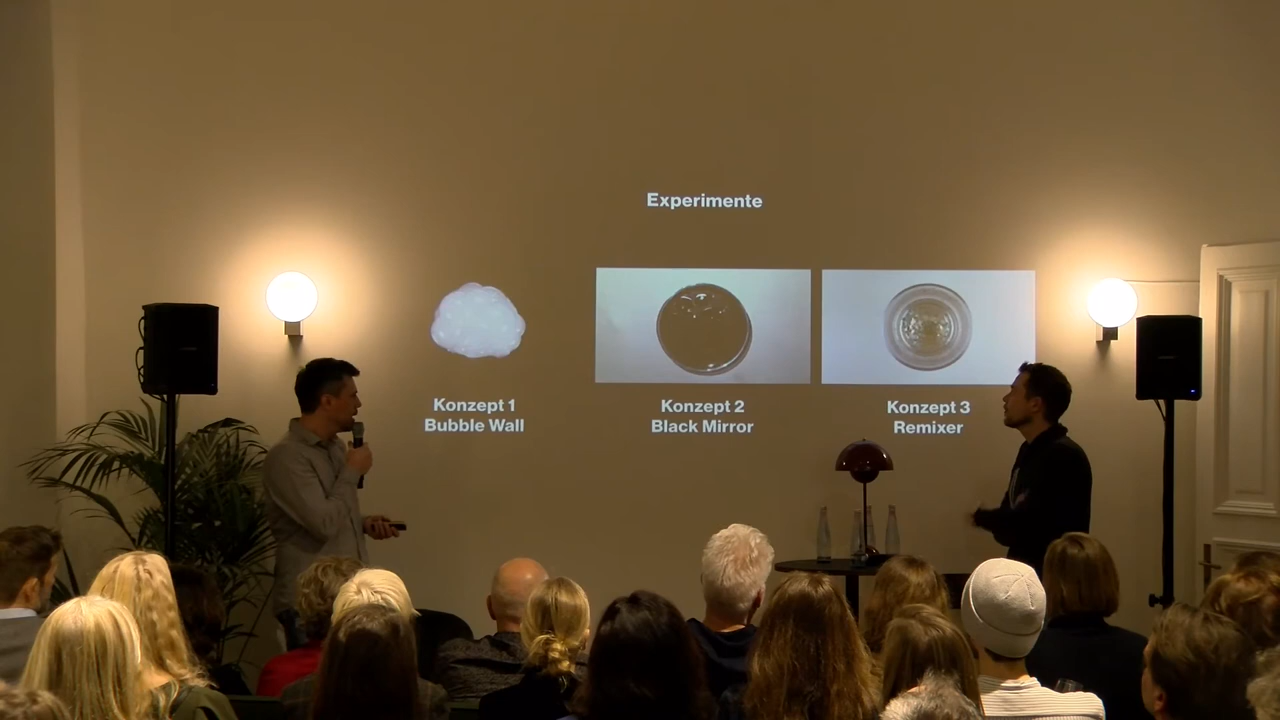 Experimente
Konzept 1
Bubble Wall
Konzept 2
Black Mirror
Konzept 3
Remixer